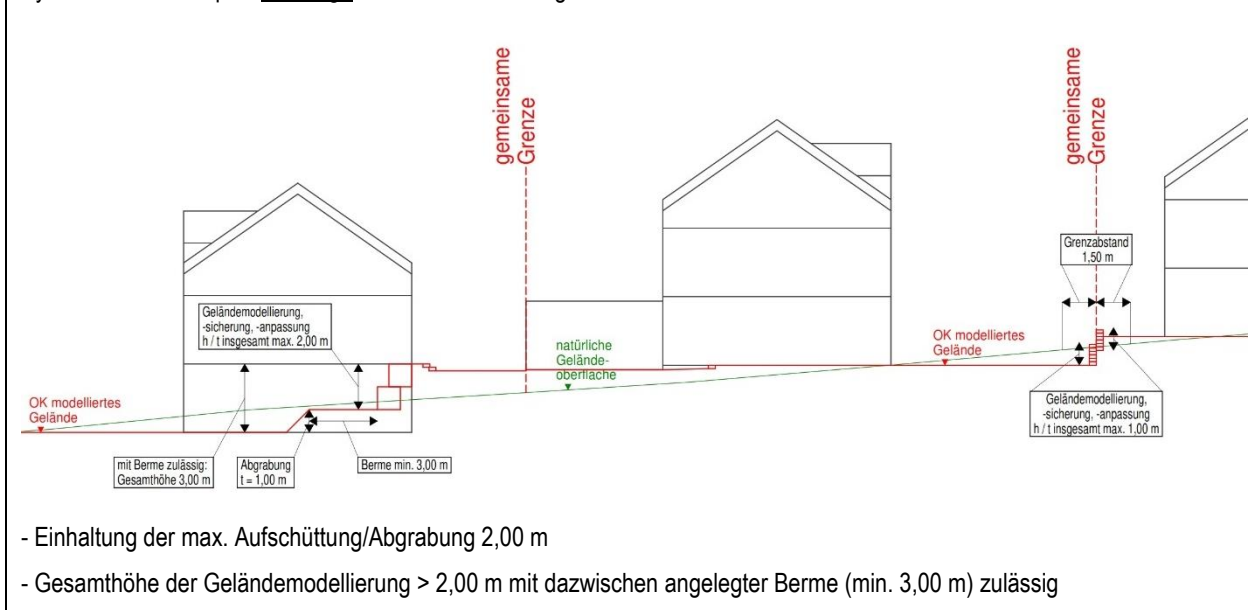 gemeinsame
Grenze
gemeinsame
Grenze
Grenzabstand
1,50 m
Geländemodellierung,
-sicherung, -anpassung
h / t insgesamt max. 2,00 m
natürliche
Gelände-
oberfläche
OK modelliertes
Gelände
OK modelliertes
Gelände
Geländemodellierung,
-sicherung, -anpassung
h / t insgesamt max. 1,00 m
mit Berme zulässig:
Gesamthöhe 3,00 m
Abgrabung
t = 1,00 m
Berme min. 3,00 m
- Einhaltung der max. Aufschüttung/Abgrabung 2,00 m
- Gesamthöhe der Geländemodellierung > 2,00 m mit dazwischen angelegter Berme (min. 3,00 m) zulässig